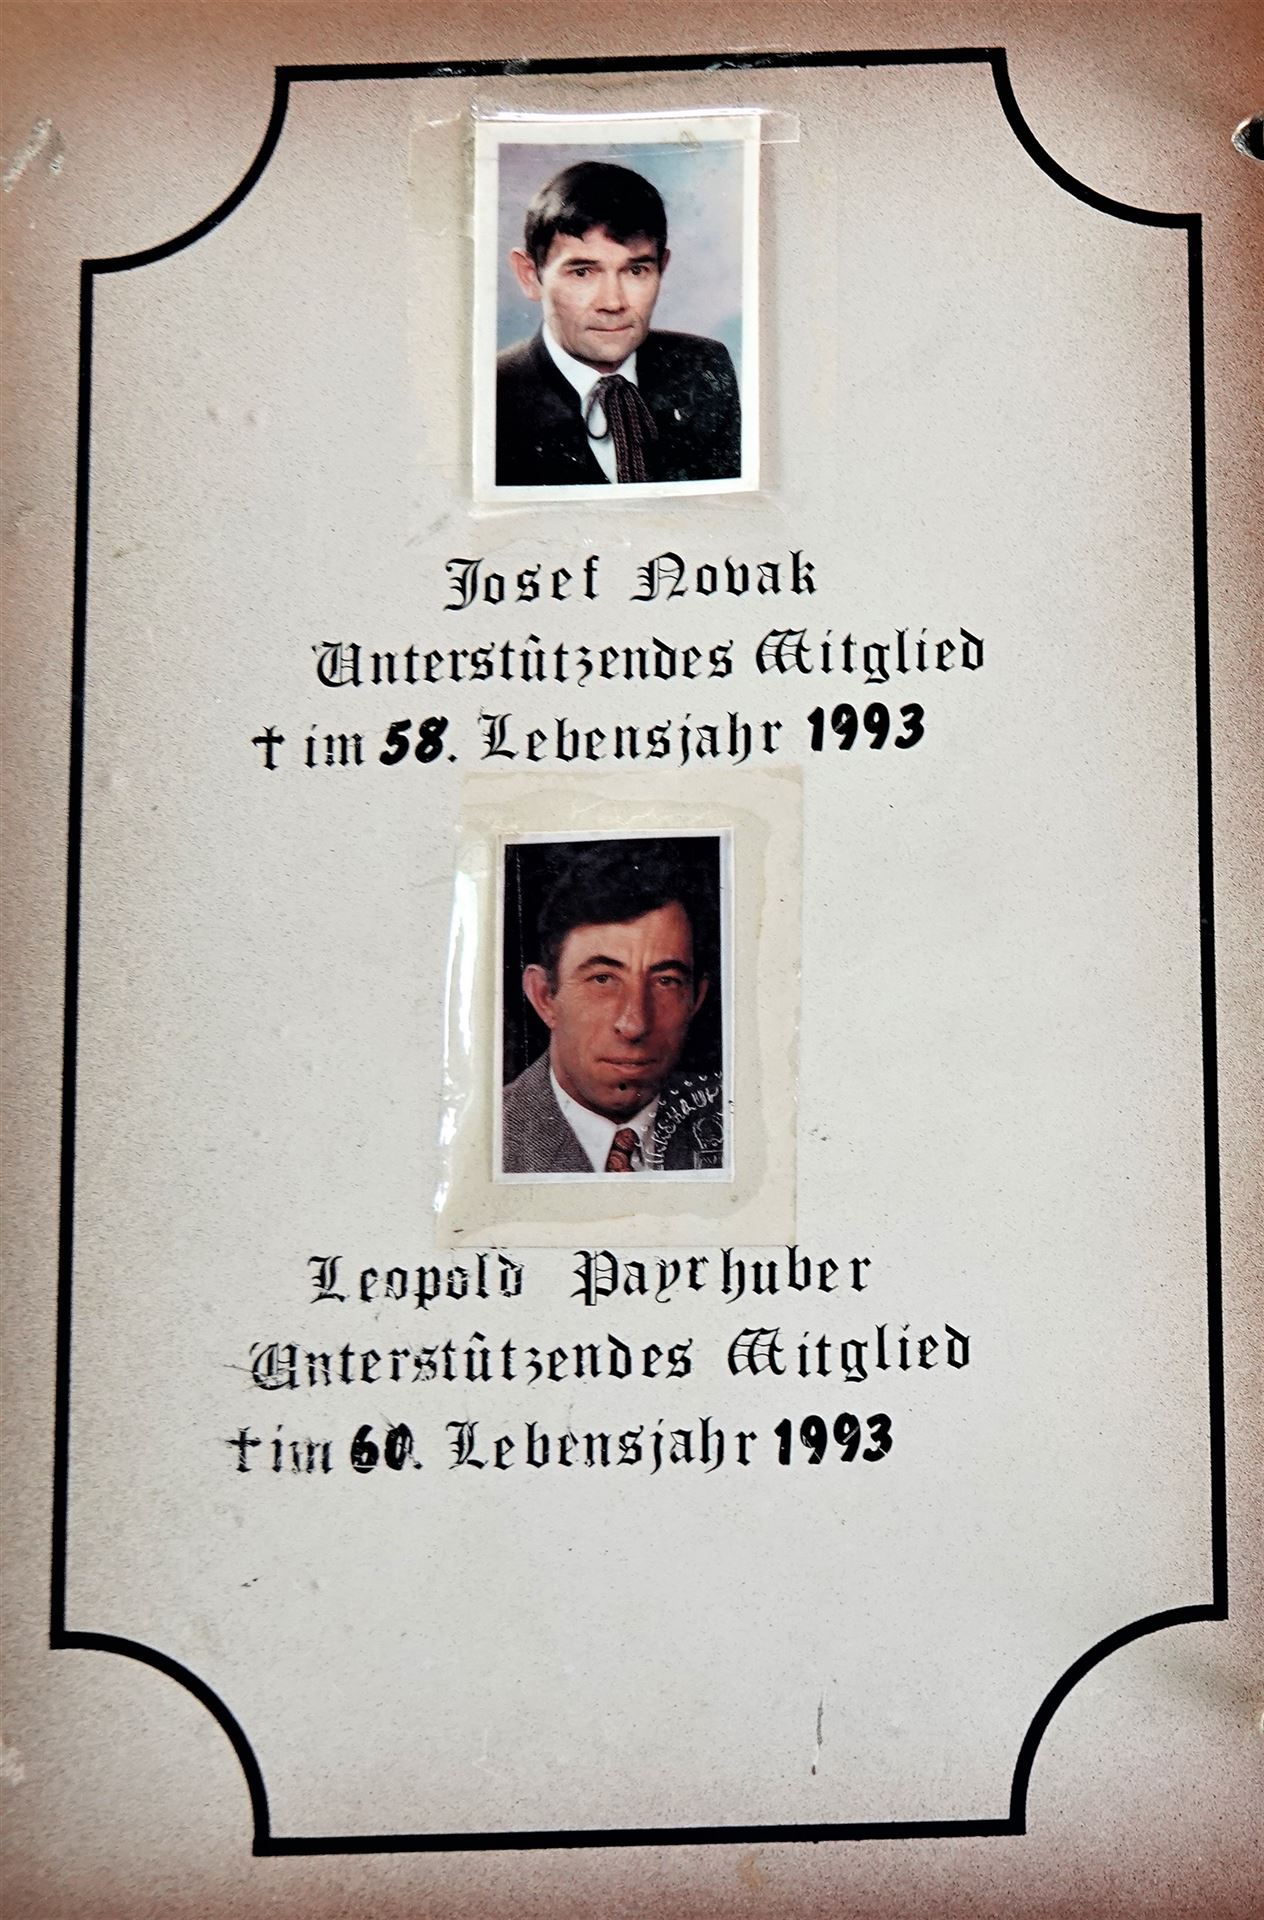 Josef Novak
Unterstützendes Mitglied
† im 58. Lebensjahr 1993
Leopold Payrhuber
Unterstützendes Mitglied
† im 60. Lebensjahr 1993